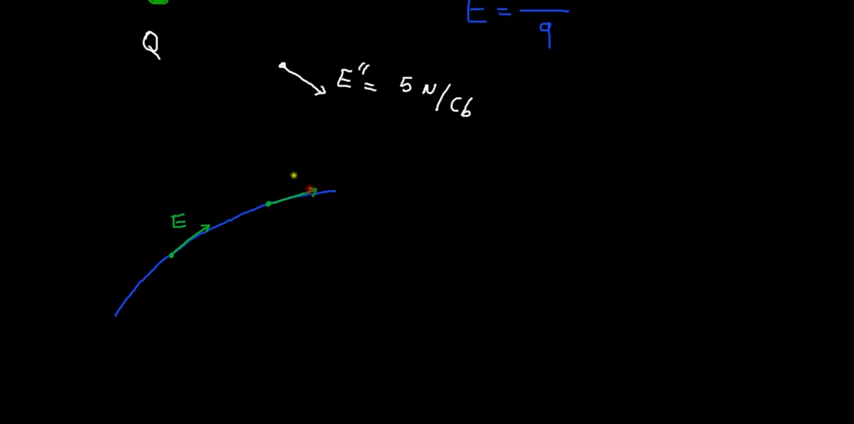 E = —
q
Q
E" = 5 N/Cb
E